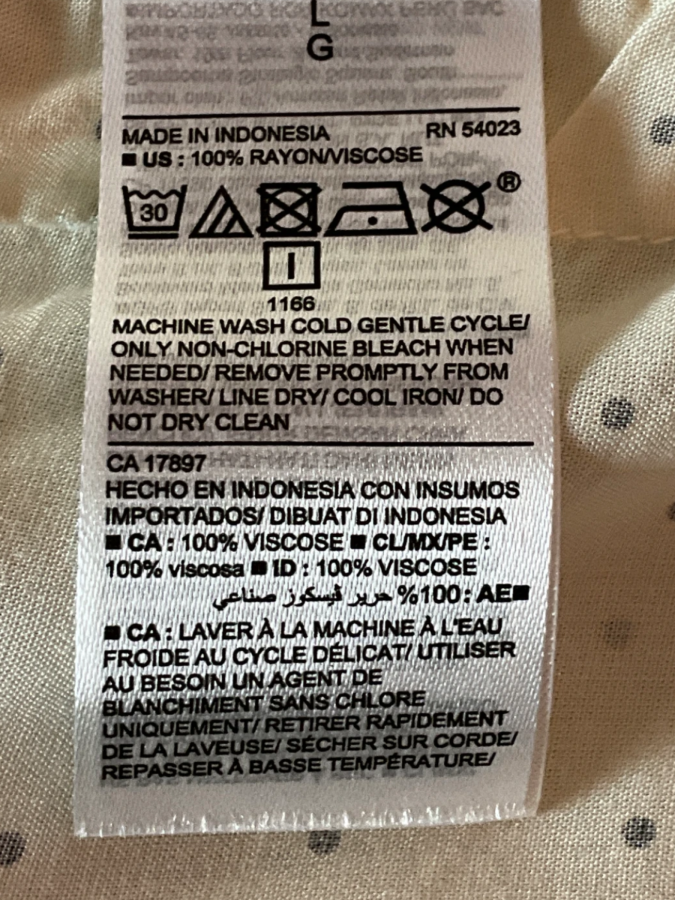 L
G
MADE IN INDONESIA RN 54023
■ US : 100% RAYON/VISCOSE
30 ®
I
1166
MACHINE WASH COLD GENTLE CYCLE/
ONLY NON-CHLORINE BLEACH WHEN
NEEDED/ REMOVE PROMPTLY FROM
WASHER/ LINE DRY/ COOL IRON/ DO
NOT DRY CLEAN
CA 17897
HECHO EN INDONESIA CON INSUMOS
IMPORTADOS/ DIBUAT DI INDONESIA
■ CA : 100% VISCOSE ■ CL/MX/PE :
100% viscosa ■ ID : 100% VISCOSE
■AE :100% حرير فيسكوز صناعي
■ CA : LAVER À LA MACHINE À L'EAU
FROIDE AU CYCLE DÉLICAT/ UTILISER
AU BESOIN UN AGENT DE
BLANCHIMENT SANS CHLORE
UNIQUEMENT/ RETIRER RAPIDEMENT
DE LA LAVEUSE/ SÉCHER SUR CORDE/
REPASSER À BASSE TEMPÉRATURE/